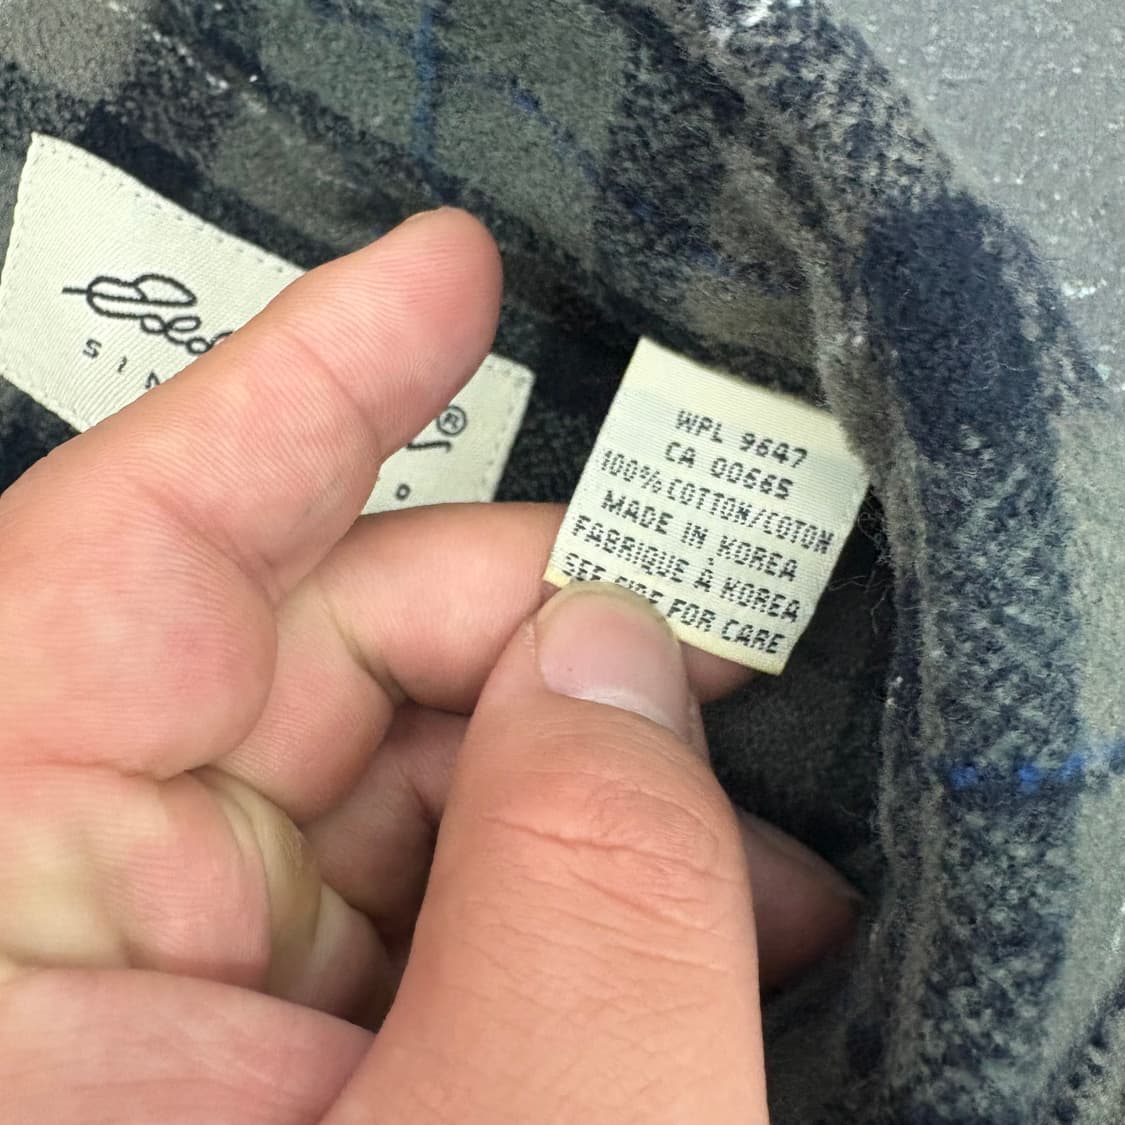 ®
WPL 9647
CA 00665
100% COTTON/COTON
MADE IN KOREA
FABRIQUE À KOREA
SEE SIDE FOR CARE